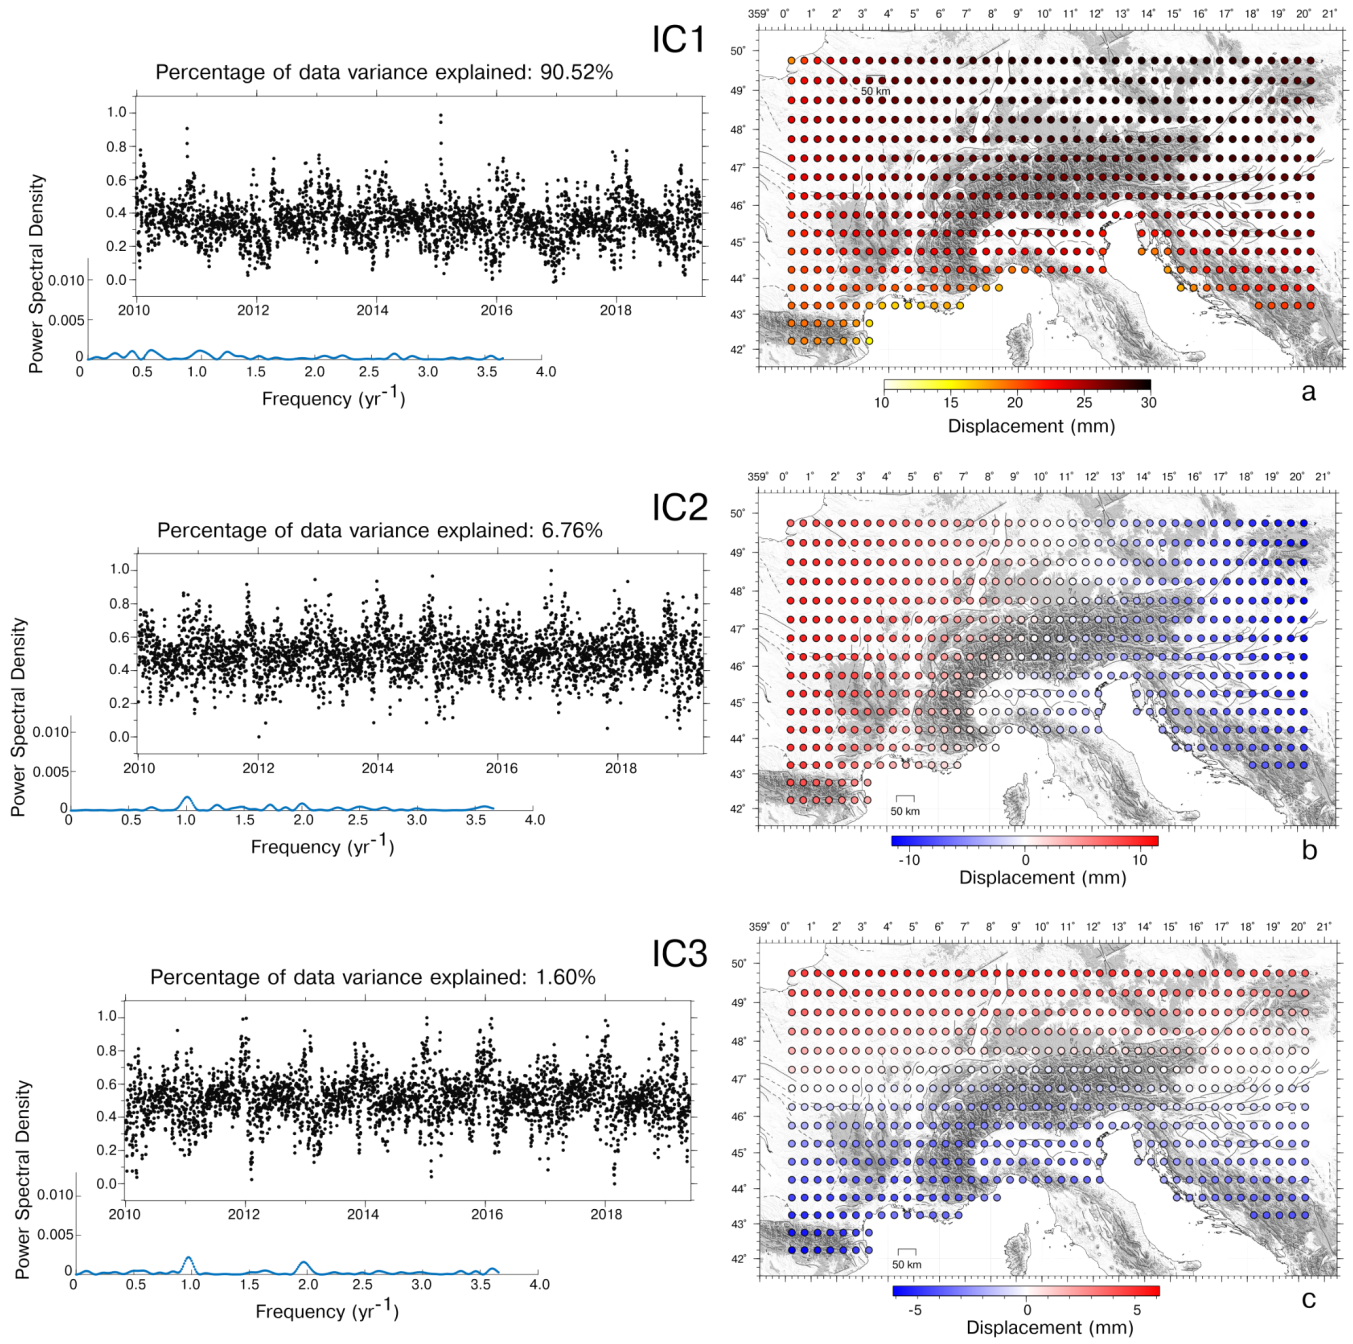 IC1
Percentage of data variance explained: 90.52%
1.0
0.8
0.6
0.4
0.2
0.0
2010 2012 2014 2016 2018
Power Spectral Density
0.010
0.005
0 0.5 1.0 1.5 2.0 2.5 3.0 3.5 4.0
Frequency (yr-1)
359° 0° 1° 2° 3° 4° 5° 6° 7° 8° 9° 10° 11° 12° 13° 14° 15° 16° 17° 18° 19° 20° 21°
50°
49°
48°
47°
46°
45°
44°
43°
42°
50 km
10 15 20 25 30
Displacement (mm)
a
IC2
Percentage of data variance explained: 6.76%
1.0
0.8
0.6
0.4
0.2
0.0
2010 2012 2014 2016 2018
Power Spectral Density
0.010
0.005
0
0 0.5 1.0 1.5 2.0 2.5 3.0 3.5 4.0
Frequency (yr-1)
359° 0° 1° 2° 3° 4° 5° 6° 7° 8° 9° 10° 11° 12° 13° 14° 15° 16° 17° 18° 19° 20° 21°
50°
49°
48°
47°
46°
45°
44°
43°
42°
50 km
-10 0 10
Displacement (mm)
b
IC3
Percentage of data variance explained: 1.60%
1.0
0.8
0.6
0.4
0.2
0.0
2010 2012 2014 2016 2018
Power Spectral Density
0.010
0.005
0
0 0.5 1.0 1.5 2.0 2.5 3.0 3.5 4.0
Frequency (yr-1)
359° 0° 1° 2° 3° 4° 5° 6° 7° 8° 9° 10° 11° 12° 13° 14° 15° 16° 17° 18° 19° 20° 21°
50°
49°
48°
47°
46°
45°
44°
43°
42°
50 km
-5 0 5
Displacement (mm)
c